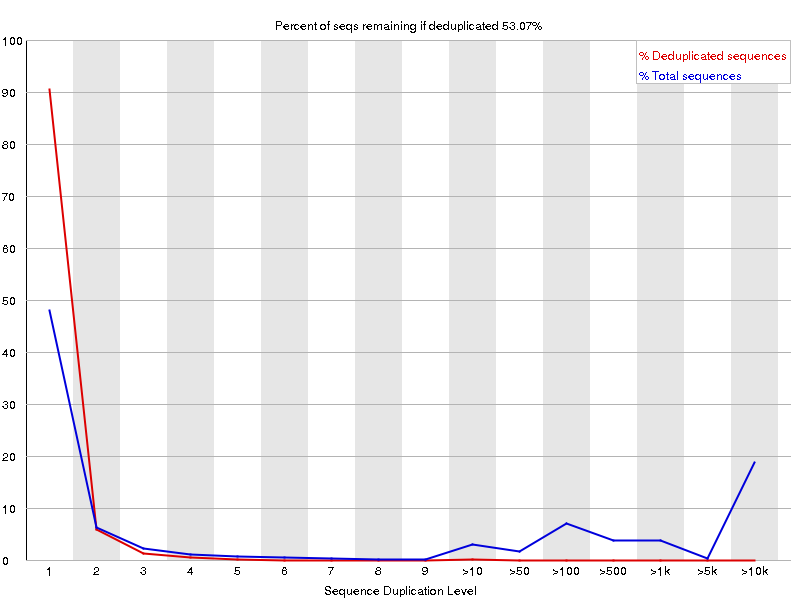 Percent of seqs remaining if deduplicated 53.07%
100
% Deduplicated sequences
% Total sequences
90
80
70
60
50
40
30
20
10
0
1 2 3 4 5 6 7 8 9 >10 >50 >100 >500 >1k >5k >10k
Sequence Duplication Level